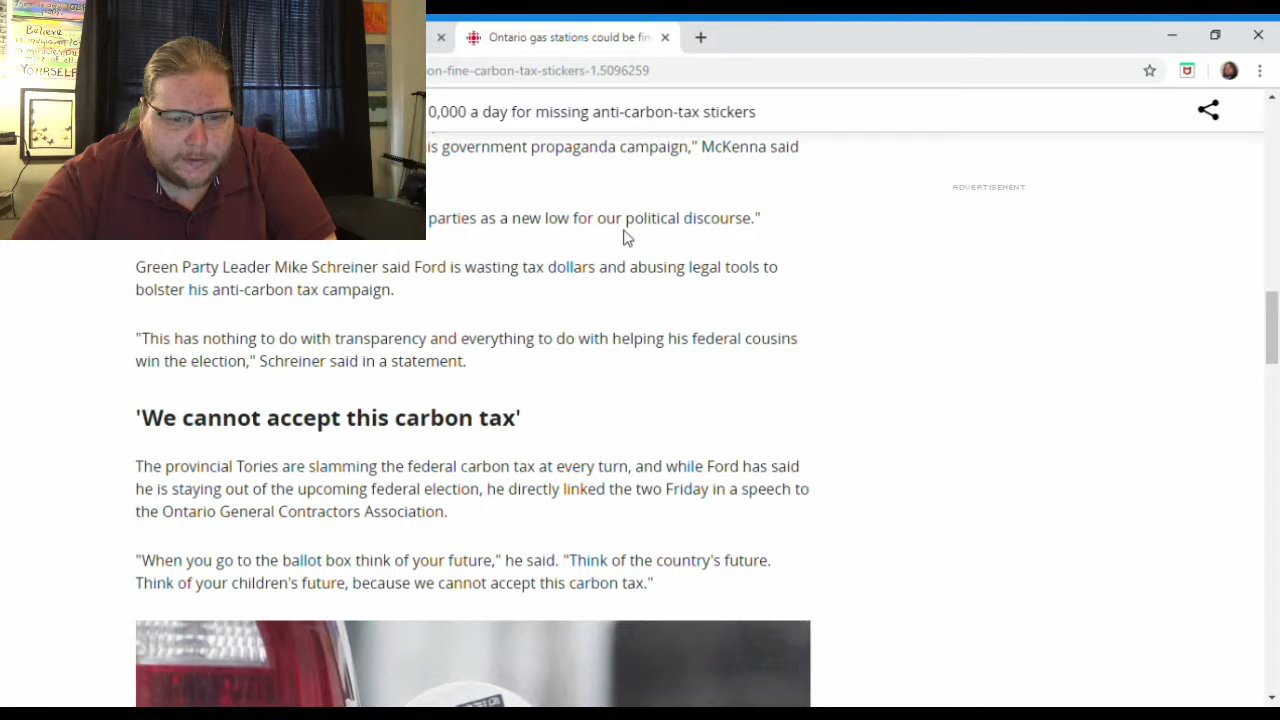 Believe
YOURSELF
Ontario gas stations could be fin
on-fine-carbon-tax-stickers-1.5096259
0,000 a day for missing anti-carbon-tax stickers
is government propaganda campaign," McKenna said
ADVERTISEMENT
parties as a new low for our political discourse."
Green Party Leader Mike Schreiner said Ford is wasting tax dollars and abusing legal tools to
bolster his anti-carbon tax campaign.
"This has nothing to do with transparency and everything to do with helping his federal cousins
win the election," Schreiner said in a statement.
'We cannot accept this carbon tax'
The provincial Tories are slamming the federal carbon tax at every turn, and while Ford has said
he is staying out of the upcoming federal election, he directly linked the two Friday in a speech to
the Ontario General Contractors Association.
"When you go to the ballot box think of your future," he said. "Think of the country's future.
Think of your children's future, because we cannot accept this carbon tax."